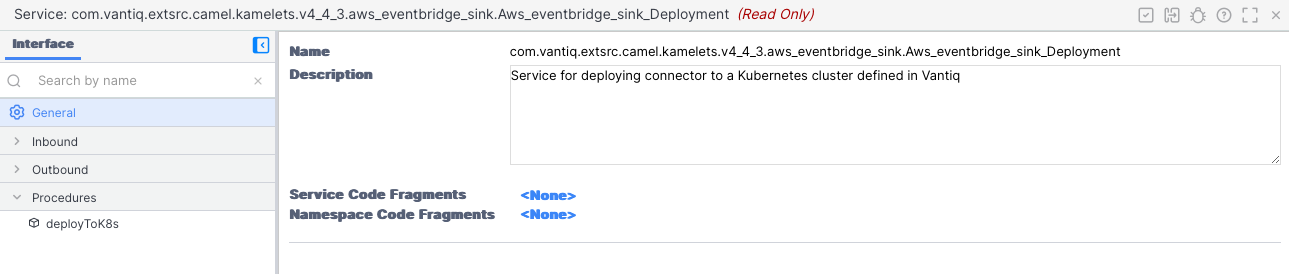 Service: com.vantiq.extsrc.camel.kamelets.v4_4_3.aws_eventbridge_sink.Aws_eventbridge_sink_Deployment (Read Only)
Interface
Search by name
General
Inbound
Outbound
Procedures
deployToK8s
Name com.vantiq.extsrc.camel.kamelets.v4_4_3.aws_eventbridge_sink.Aws_eventbridge_sink_Deployment
Description Service for deploying connector to a Kubernetes cluster defined in Vantiq
Service Code Fragments <None>
Namespace Code Fragments <None>